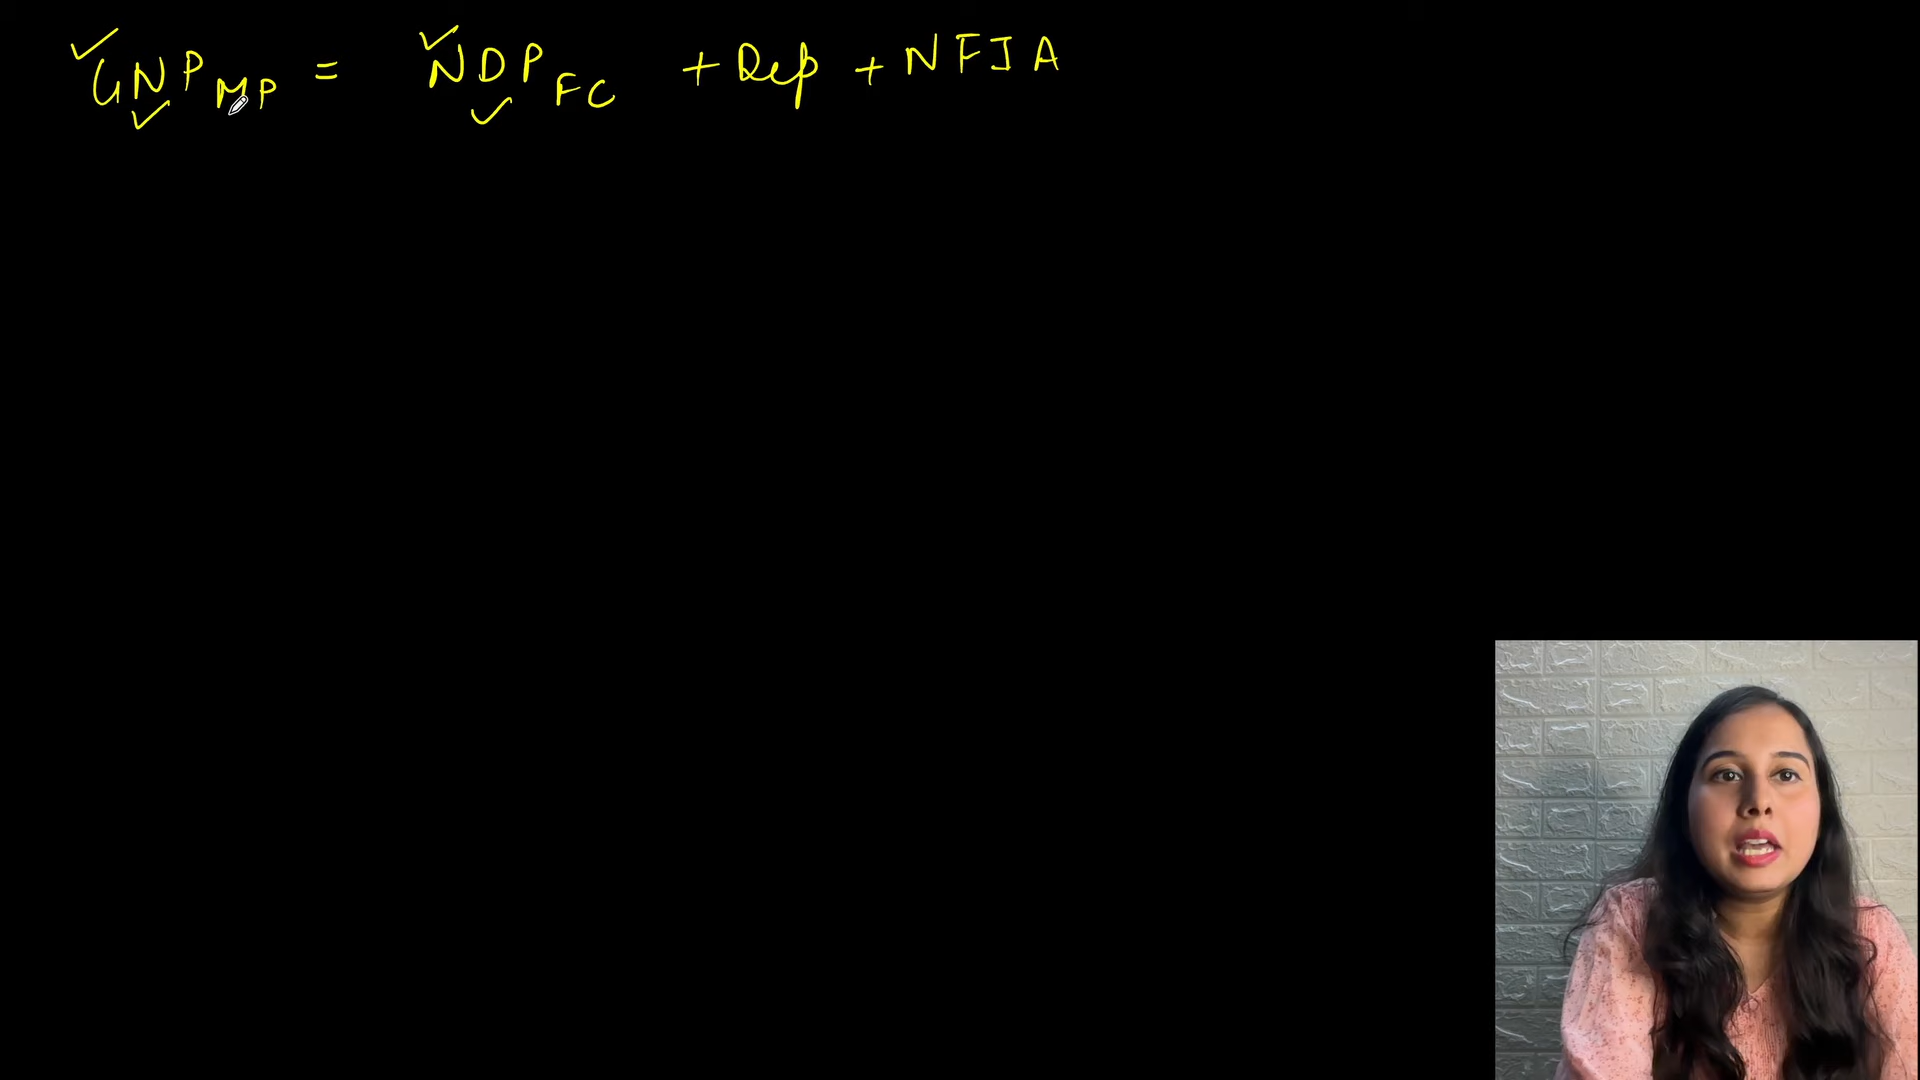 GNP MP = NDP FC + Dep + NFIA